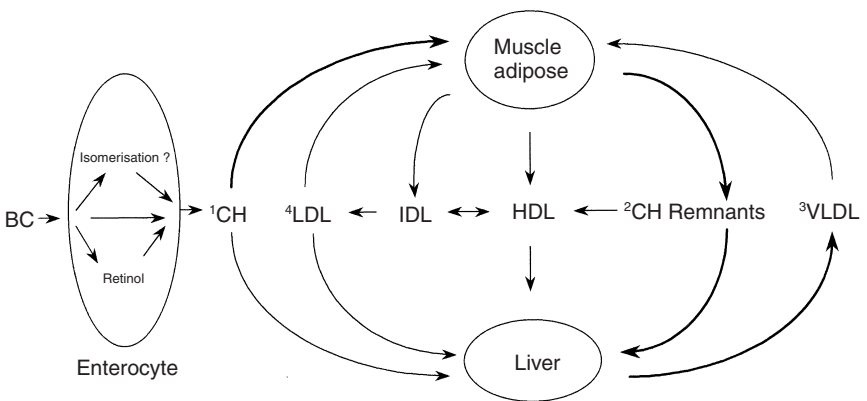 Muscle
adipose
Isomerisation ?
BC
¹CH
⁴LDL
IDL
HDL
²CH Remnants
³VLDL
Retinol
Enterocyte
Liver